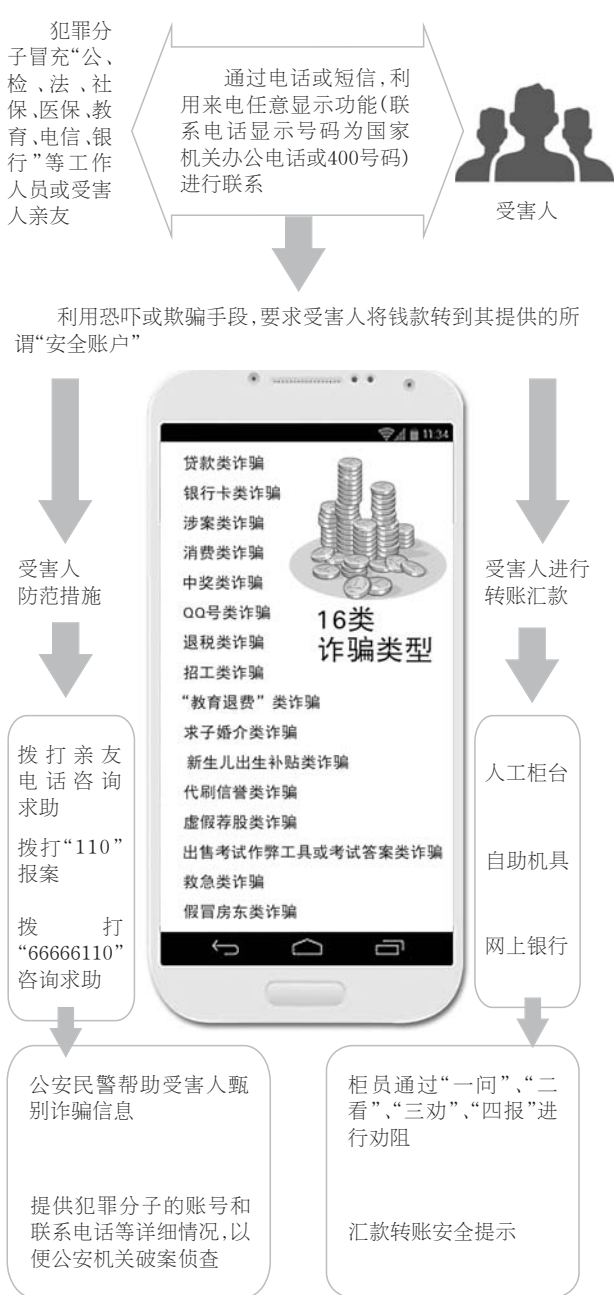 犯罪分
子冒充“公、
检、法、社
保、医保、教
育、电信、银
行”等工作
人员或受害
人亲友
通过电话或短信，利
用来电任意显示功能(联
系电话显示号码为国家
机关办公电话或400号码)
进行联系
受害人
利用恐吓或欺骗手段，要求受害人将钱款转到其提供的所
谓“安全账户”
受害人
防范措施
11:34
贷款类诈骗
银行卡类诈骗
涉案类诈骗
消费类诈骗
中奖类诈骗
QQ号类诈骗
退税类诈骗
招工类诈骗
“教育退费”类诈骗
求子婚介类诈骗
新生儿出生补贴类诈骗
代刷信誉类诈骗
虚假荐股类诈骗
出售考试作弊工具或考试答案类诈骗
救急类诈骗
假冒房东类诈骗
16类
诈骗类型
受害人进行
转账汇款
拨打亲友
电话咨询
求助
拨打“110”
报案
拨打
“66666110”
咨询求助
人工柜台
自助机具
网上银行
公安民警帮助受害人甄
别诈骗信息
提供犯罪分子的账号和
联系电话等详细情况，以
便公安机关破案侦查
柜员通过“一问”、“二
看”、“三劝”、“四报”进
行劝阻
汇款转账安全提示